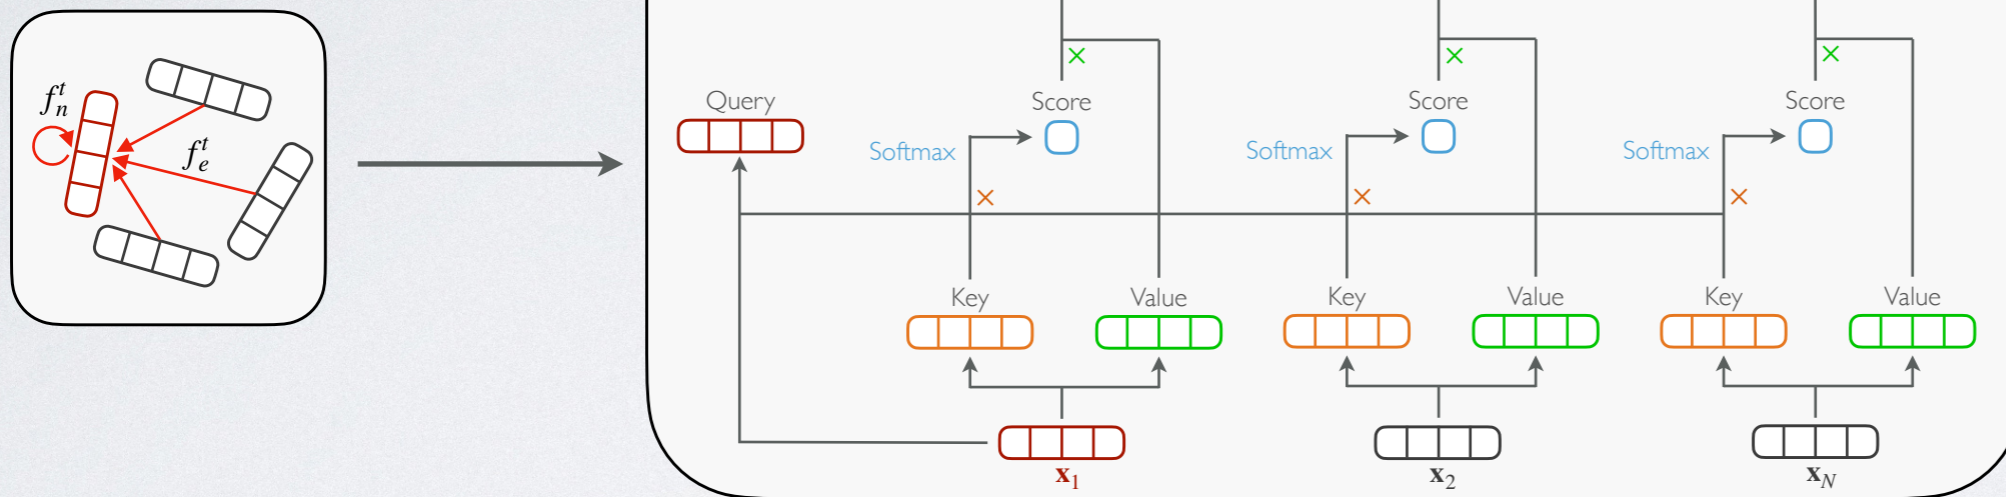 f_n^t
f_e^t
Query
Score
Score
Score
×
×
×
Softmax
Softmax
Softmax
×
×
×
Key
Value
Key
Value
Key
Value
x_1
x_2
x_N